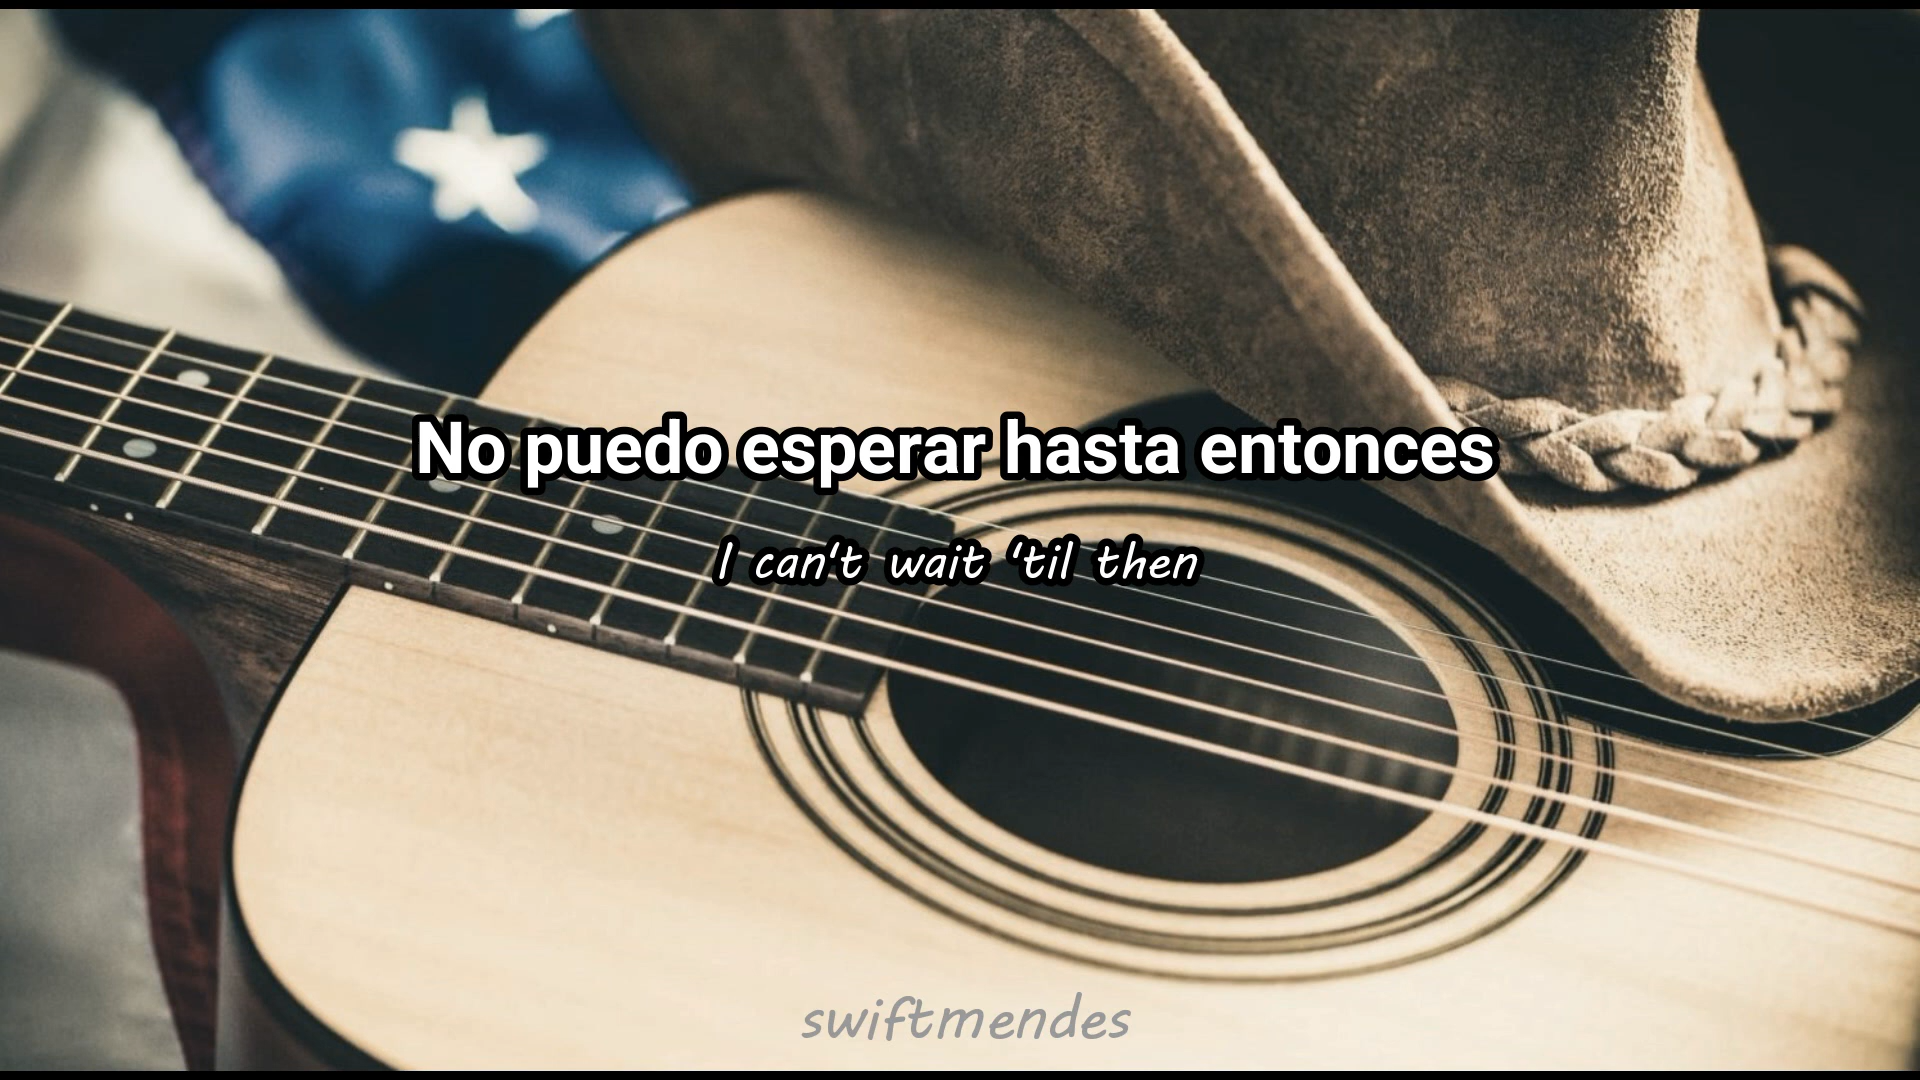 No puedo esperar hasta entonces
I can't wait 'til then
swiftmendes